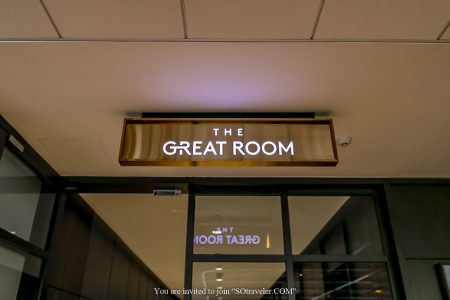 THE
GREAT ROOM
THE
GREAT ROOM
You are invited to join "SOtraveler.COM"